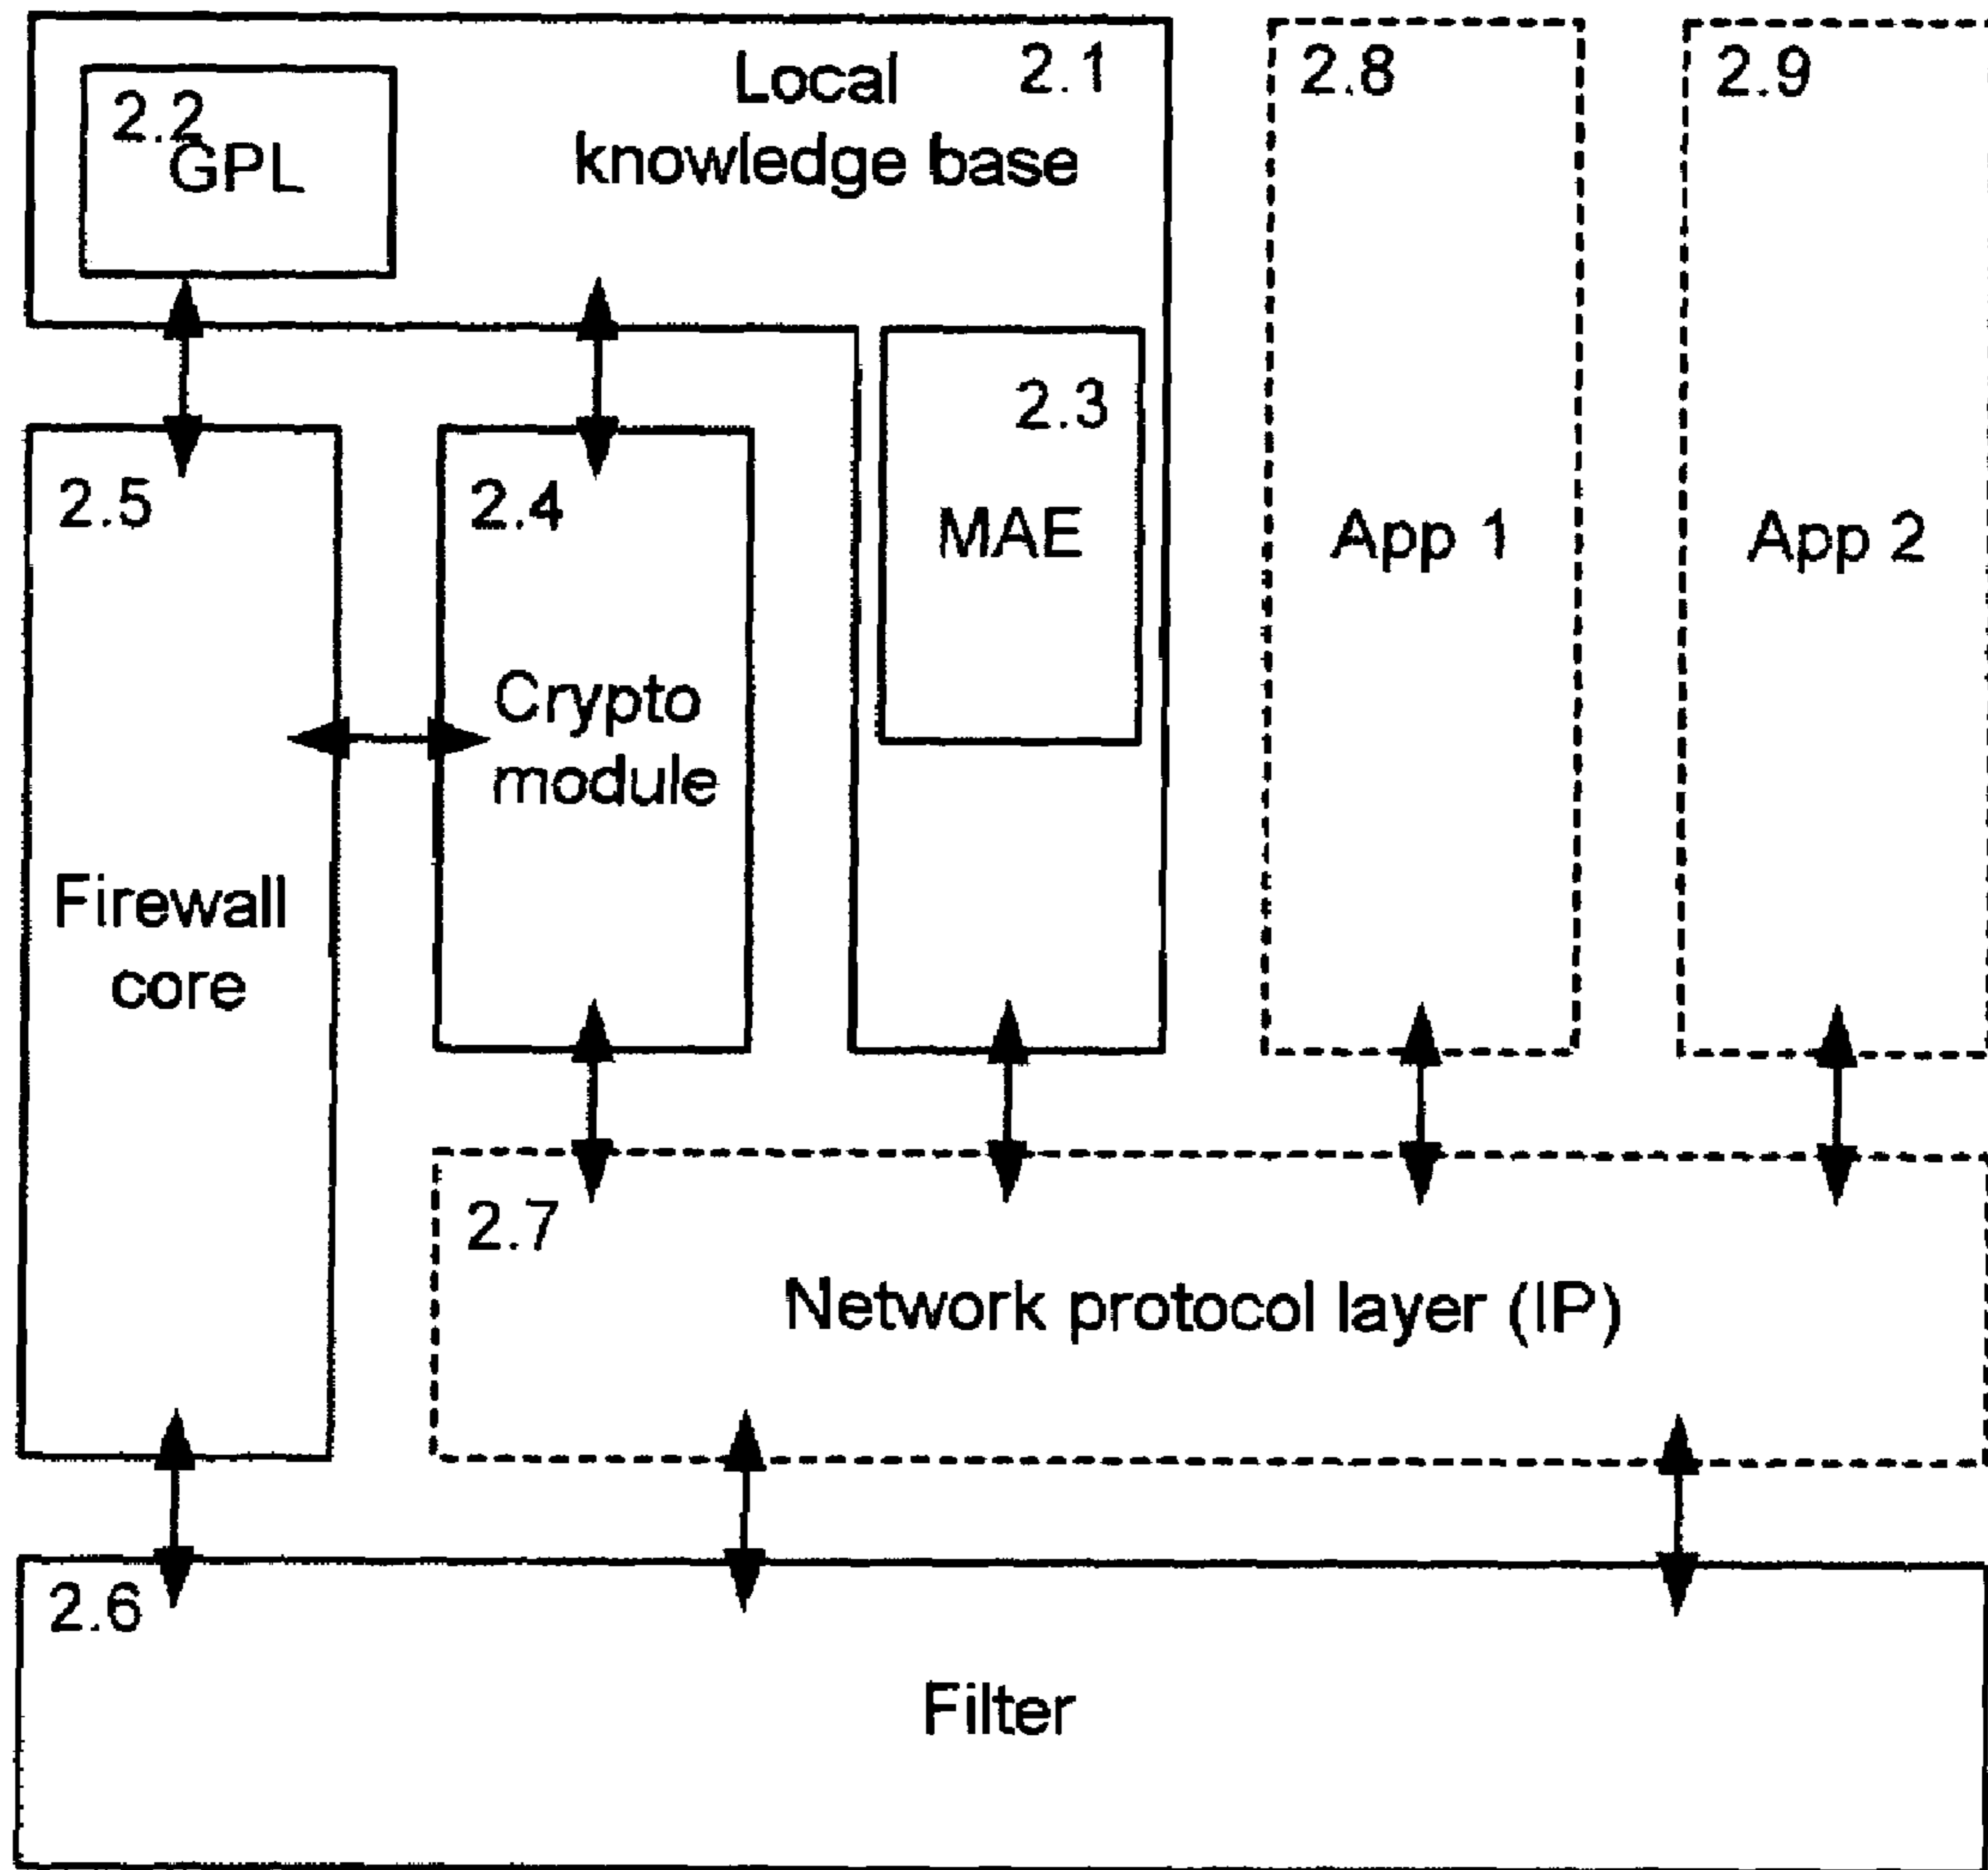 Local 2.1
knowledge base
2.2
GPL
2.8
2.9
2.3
MAE
2.5
2.4
App 1
App 2
Crypto
module
Firewall
core
2.7
Network protocol layer (IP)
2.6
Filter